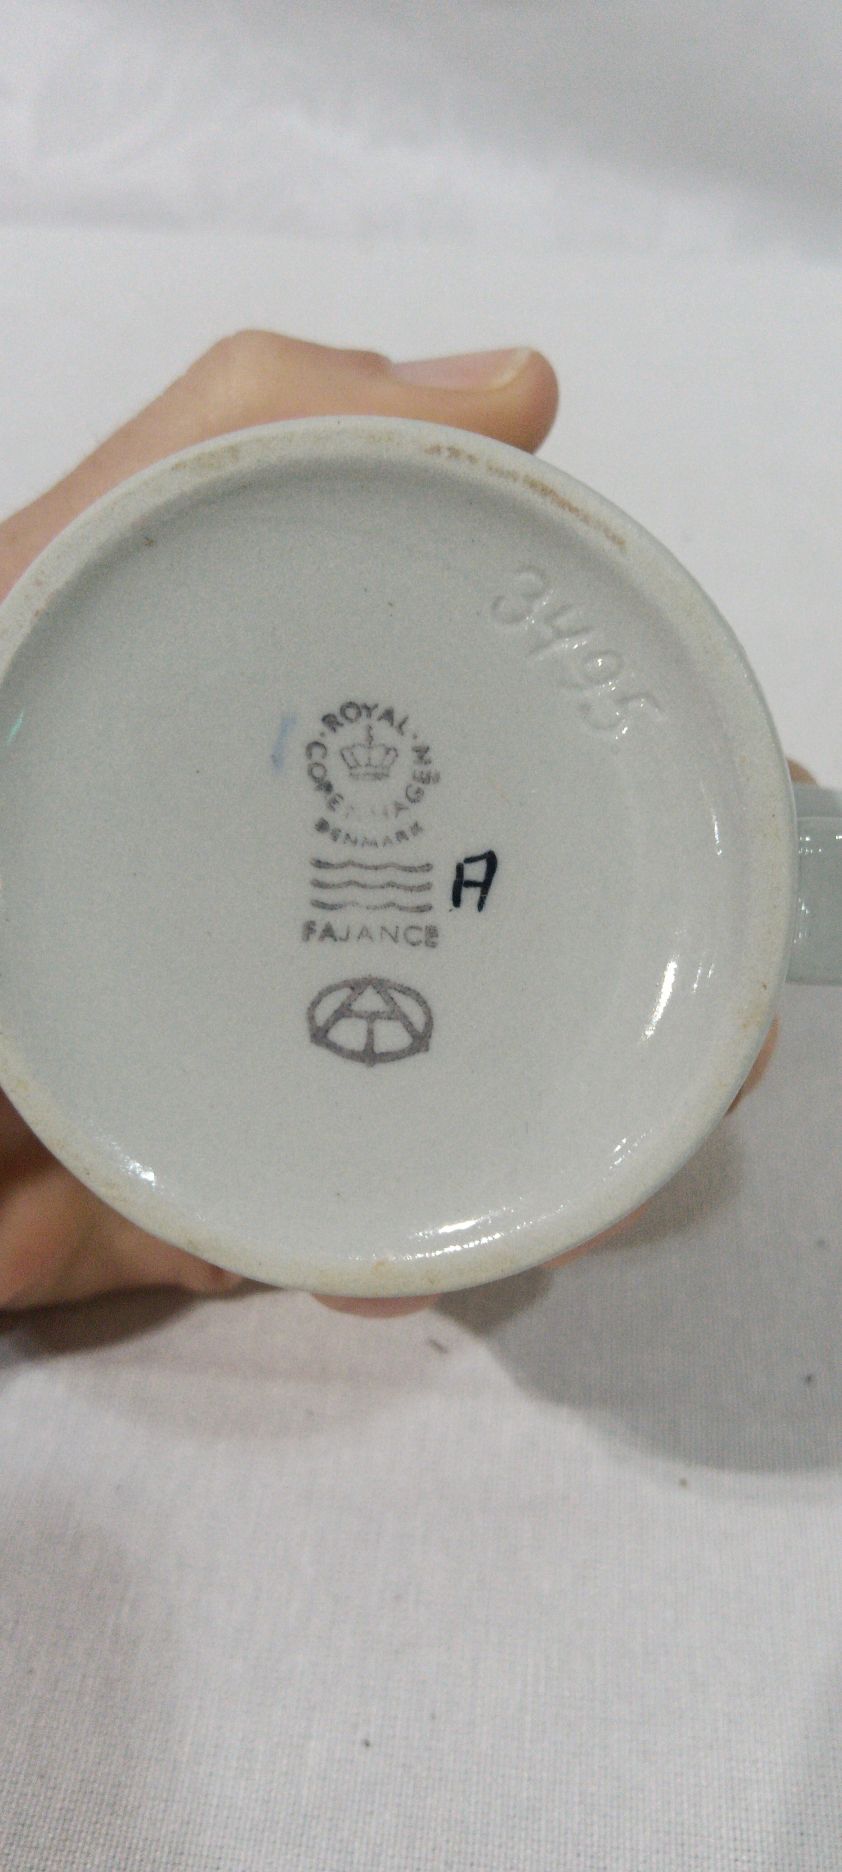 3495
ROYAL
COPENHAGEN
DENMARK
A
FAJANCE